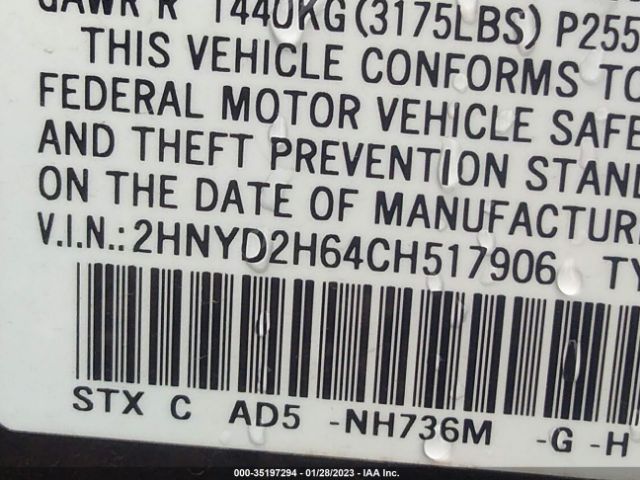 GAWR R 1440KG (3175LBS) P255
THIS VEHICLE CONFORMS TO
FEDERAL MOTOR VEHICLE SAFE
AND THEFT PREVENTION STAN
ON THE DATE OF MANUFACTUR
V.I.N.: 2HNYD2H64CH517906 TY
STX C AD5 -NH736M -G -H
000-35197294 - 01/28/2023 - IAA Inc.